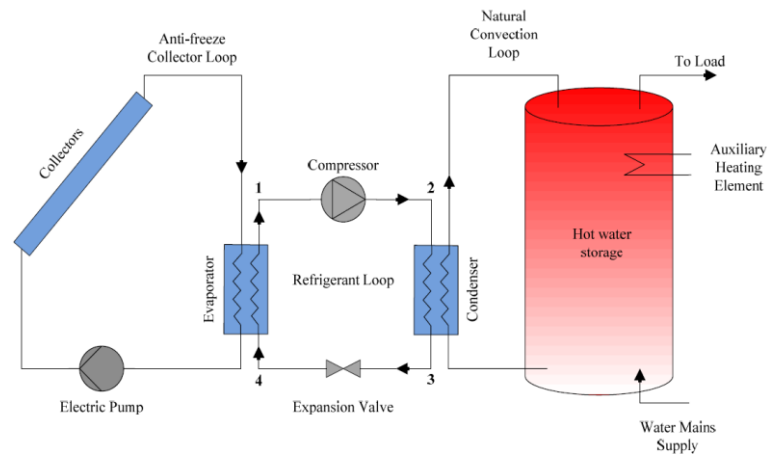 Anti-freeze
Collector Loop
Natural
Convection
Loop
To Load
Collectors
Compressor
1
2
Auxiliary
Heating
Element
Hot water
storage
Evaporator
Refrigerant Loop
Condenser
4
3
Electric Pump
Expansion Valve
Water Mains
Supply